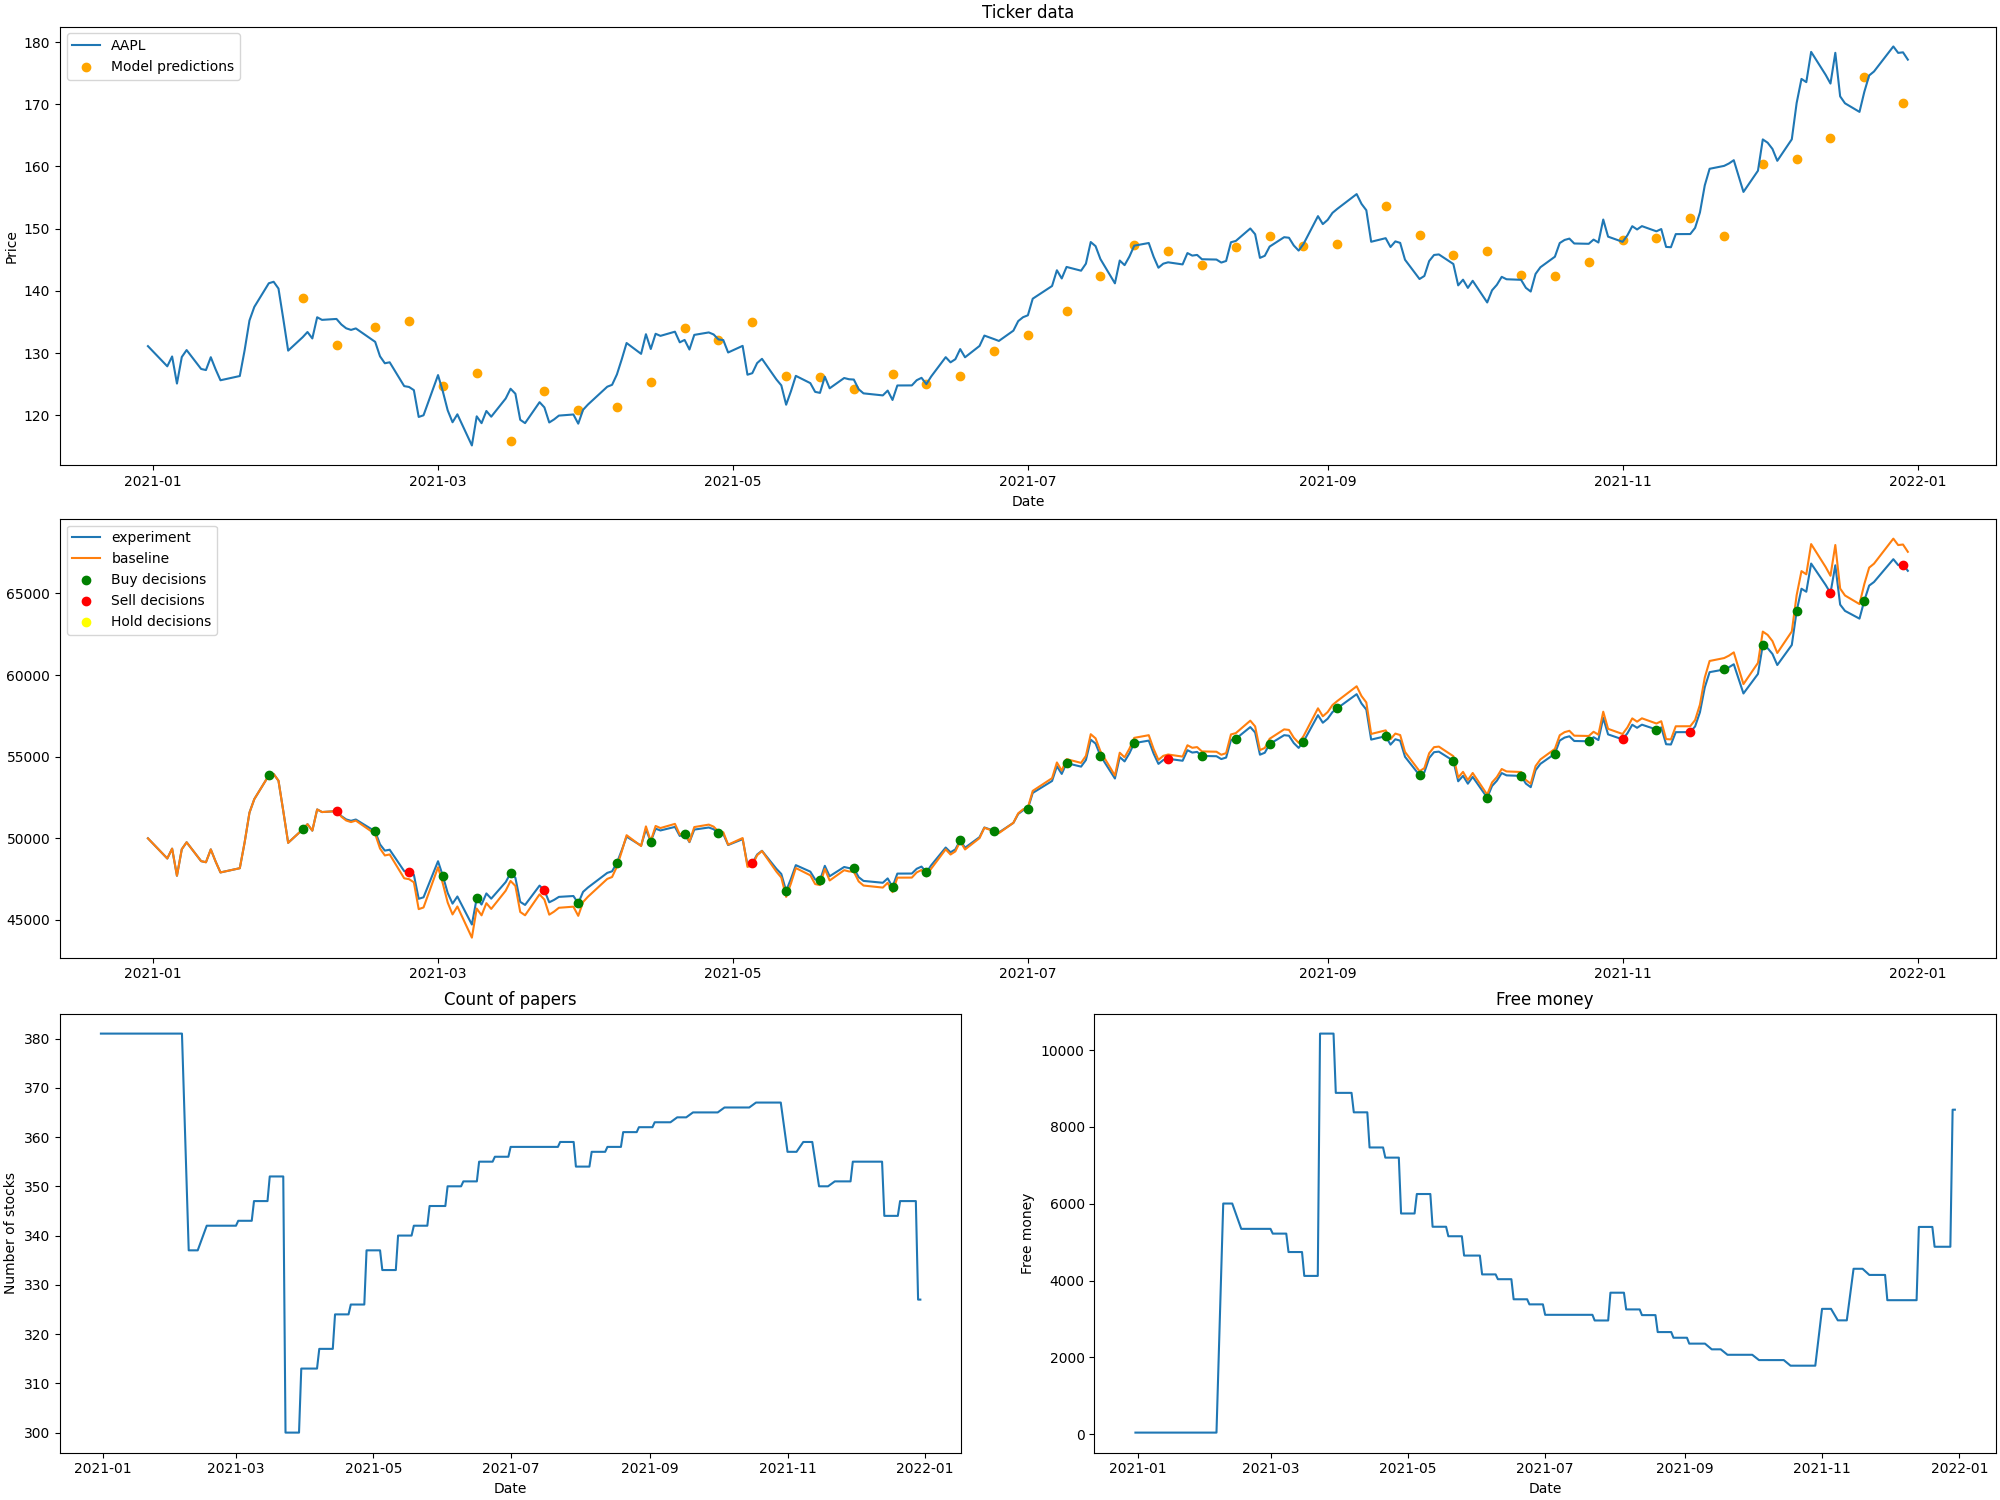 Ticker data
AAPL
Model predictions
180
170
160
150
140
130
120
Price
2021-01 2021-03 2021-05 2021-07 2021-09 2021-11 2022-01
Date
experiment
baseline
Buy decisions
Sell decisions
Hold decisions
65000
60000
55000
50000
45000
2021-01 2021-03 2021-05 2021-07 2021-09 2021-11 2022-01
Count of papers
380
370
360
350
340
330
320
310
300
Number of stocks
2021-01 2021-03 2021-05 2021-07 2021-09 2021-11 2022-01
Date
Free money
10000
8000
6000
4000
2000
0
Free money
2021-01 2021-03 2021-05 2021-07 2021-09 2021-11 2022-01
Date